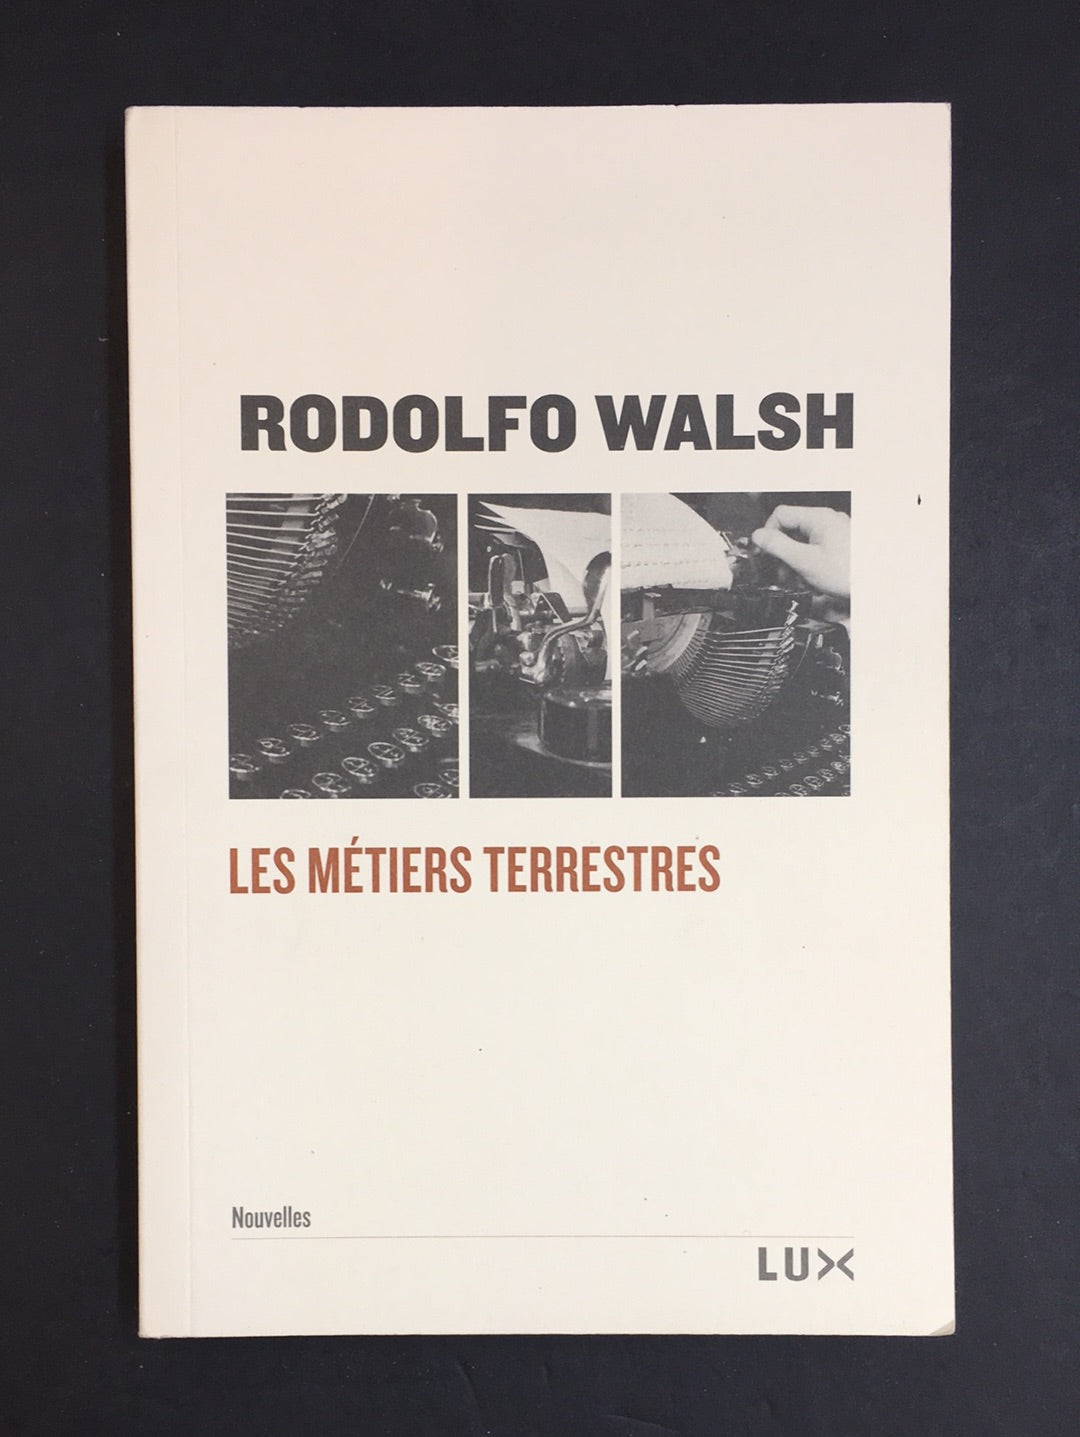 RODOLFO WALSH
LES MÉTIERS TERRESTRES
Nouvelles
LUX